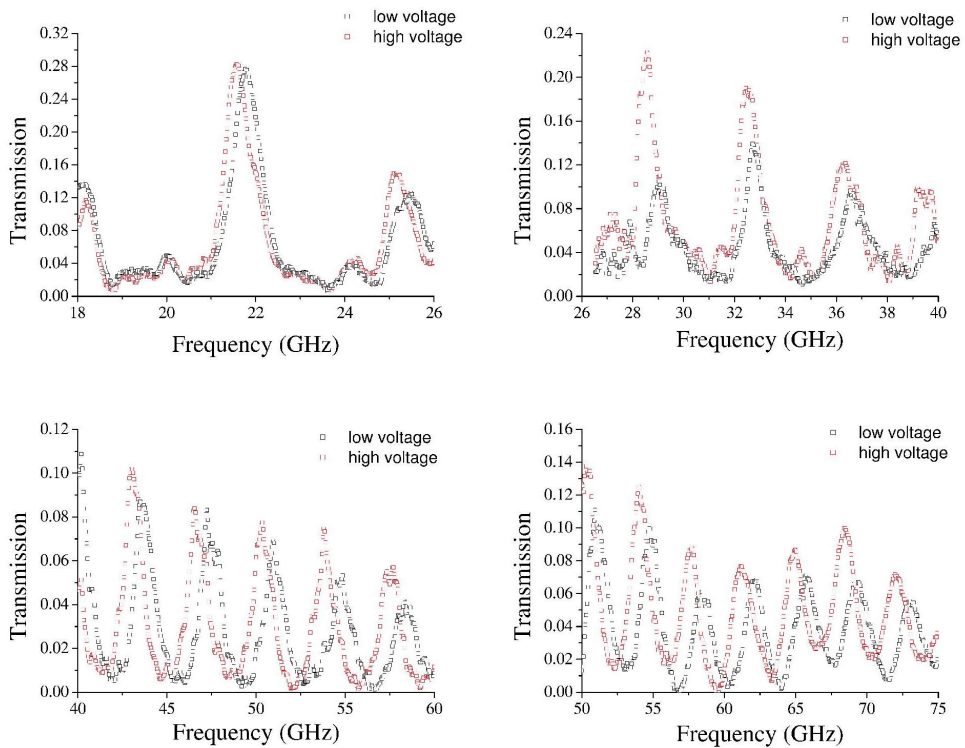 low voltage
high voltage
0.32
0.28
0.24
0.20
0.16
0.12
0.08
0.04
0.00
Transmission
18 20 22 24 26
Frequency (GHz)
low voltage
high voltage
0.24
0.20
0.16
0.12
0.08
0.04
0.00
Transmission
26 28 30 32 34 36 38 40
Frequency (GHz)
0.12
0.10
0.08
0.06
0.04
0.02
0.00
Transmission
low voltage
high voltage
40 45 50 55 60
Frequency (GHz)
0.16
0.14
0.12
0.10
0.08
0.06
0.04
0.02
0.00
Transmission
low voltage
high voltage
50 55 60 65 70 75
Frequency (GHz)